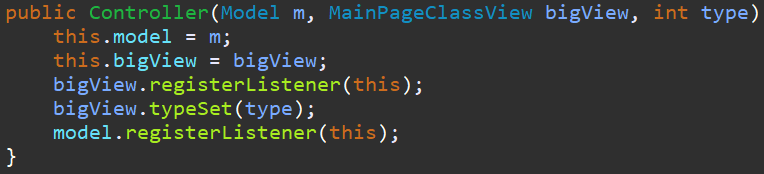 public Controller(Model m, MainPageClassView bigView, int type)
    this.model = m;
    this.bigView = bigView;
    bigView.registerListener(this);
    bigView.typeSet(type);
    model.registerListener(this);
}